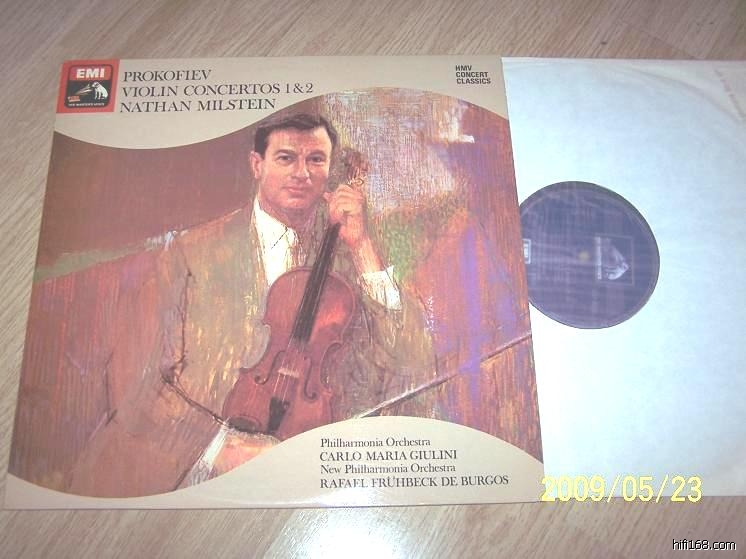 EMI
PROKOFIEV
VIOLIN CONCERTOS 1 & 2
NATHAN MILSTEIN
HMV
CONCERT
CLASSICS
Philharmonia Orchestra
CARLO MARIA GIULINI
New Philharmonia Orchestra
RAFAEL FRÜHBECK DE BURGOS
2009/05/23
hifi168.com